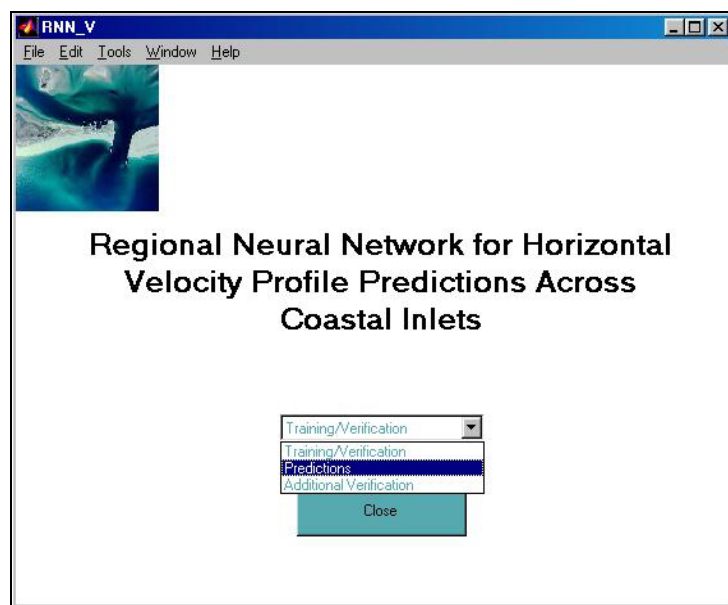 RNN_V
File Edit Tools Window Help
Regional Neural Network for Horizontal
Velocity Profile Predictions Across
Coastal Inlets
Training/Verification
Training/Verification
Predictions
Additional Verification
Close